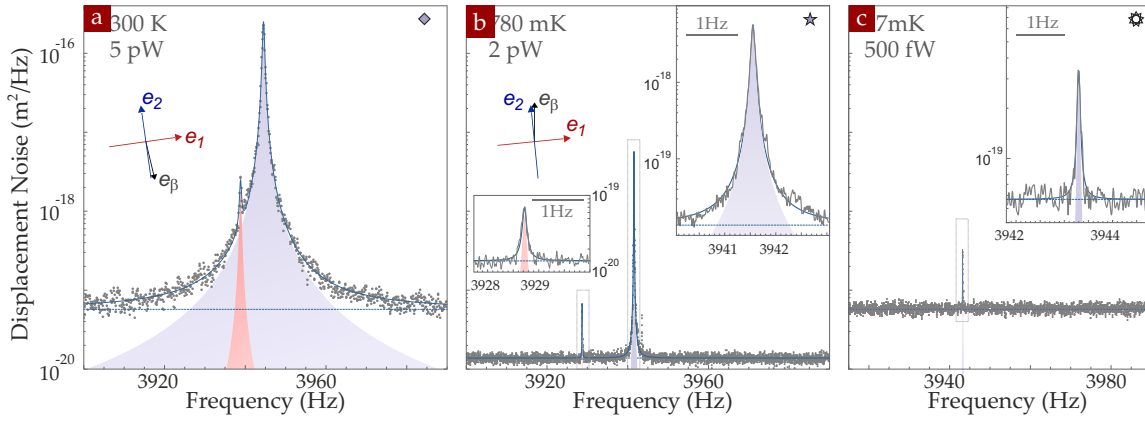 a
300 K
5 pW
e2
e1
eβ
10-16
10-18
10-20
Displacement Noise (m2/Hz)
3920
3960
Frequency (Hz)
b
780 mK
2 pW
e2
eβ
e1
1Hz
10-18
10-19
3941
3942
10-19
1Hz
10-20
3928
3929
3920
3960
Frequency (Hz)
c
7mK
500 fW
1Hz
10-19
3942
3944
3940
3980
Frequency (Hz)